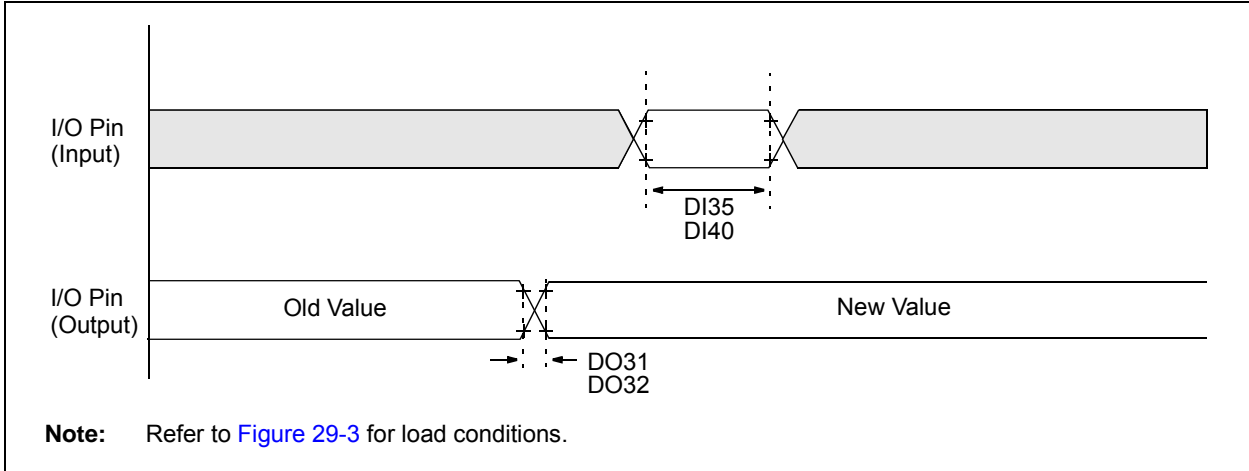 I/O Pin
(Input)
DI35
DI40
I/O Pin
(Output)
Old Value
New Value
DO31
DO32
Note: Refer to Figure 29-3 for load conditions.